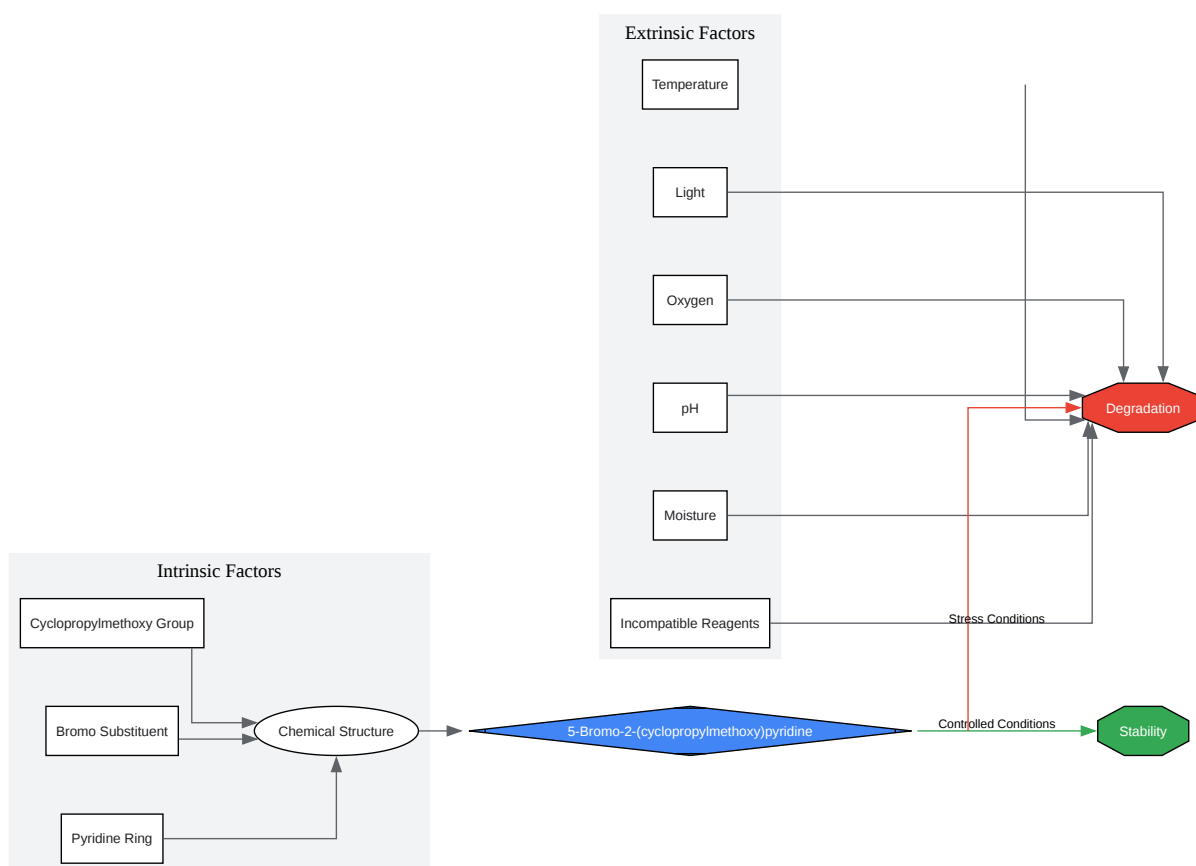 Extrinsic Factors
Temperature
Light
Oxygen
pH
Degradation
Moisture
Intrinsic Factors
Cyclopropylmethoxy Group
Incompatible Reagents
Stress Conditions
Bromo Substituent
Chemical Structure
5-Bromo-2-(cyclopropylmethoxy)pyridine
Controlled Conditions
Stability
Pyridine Ring